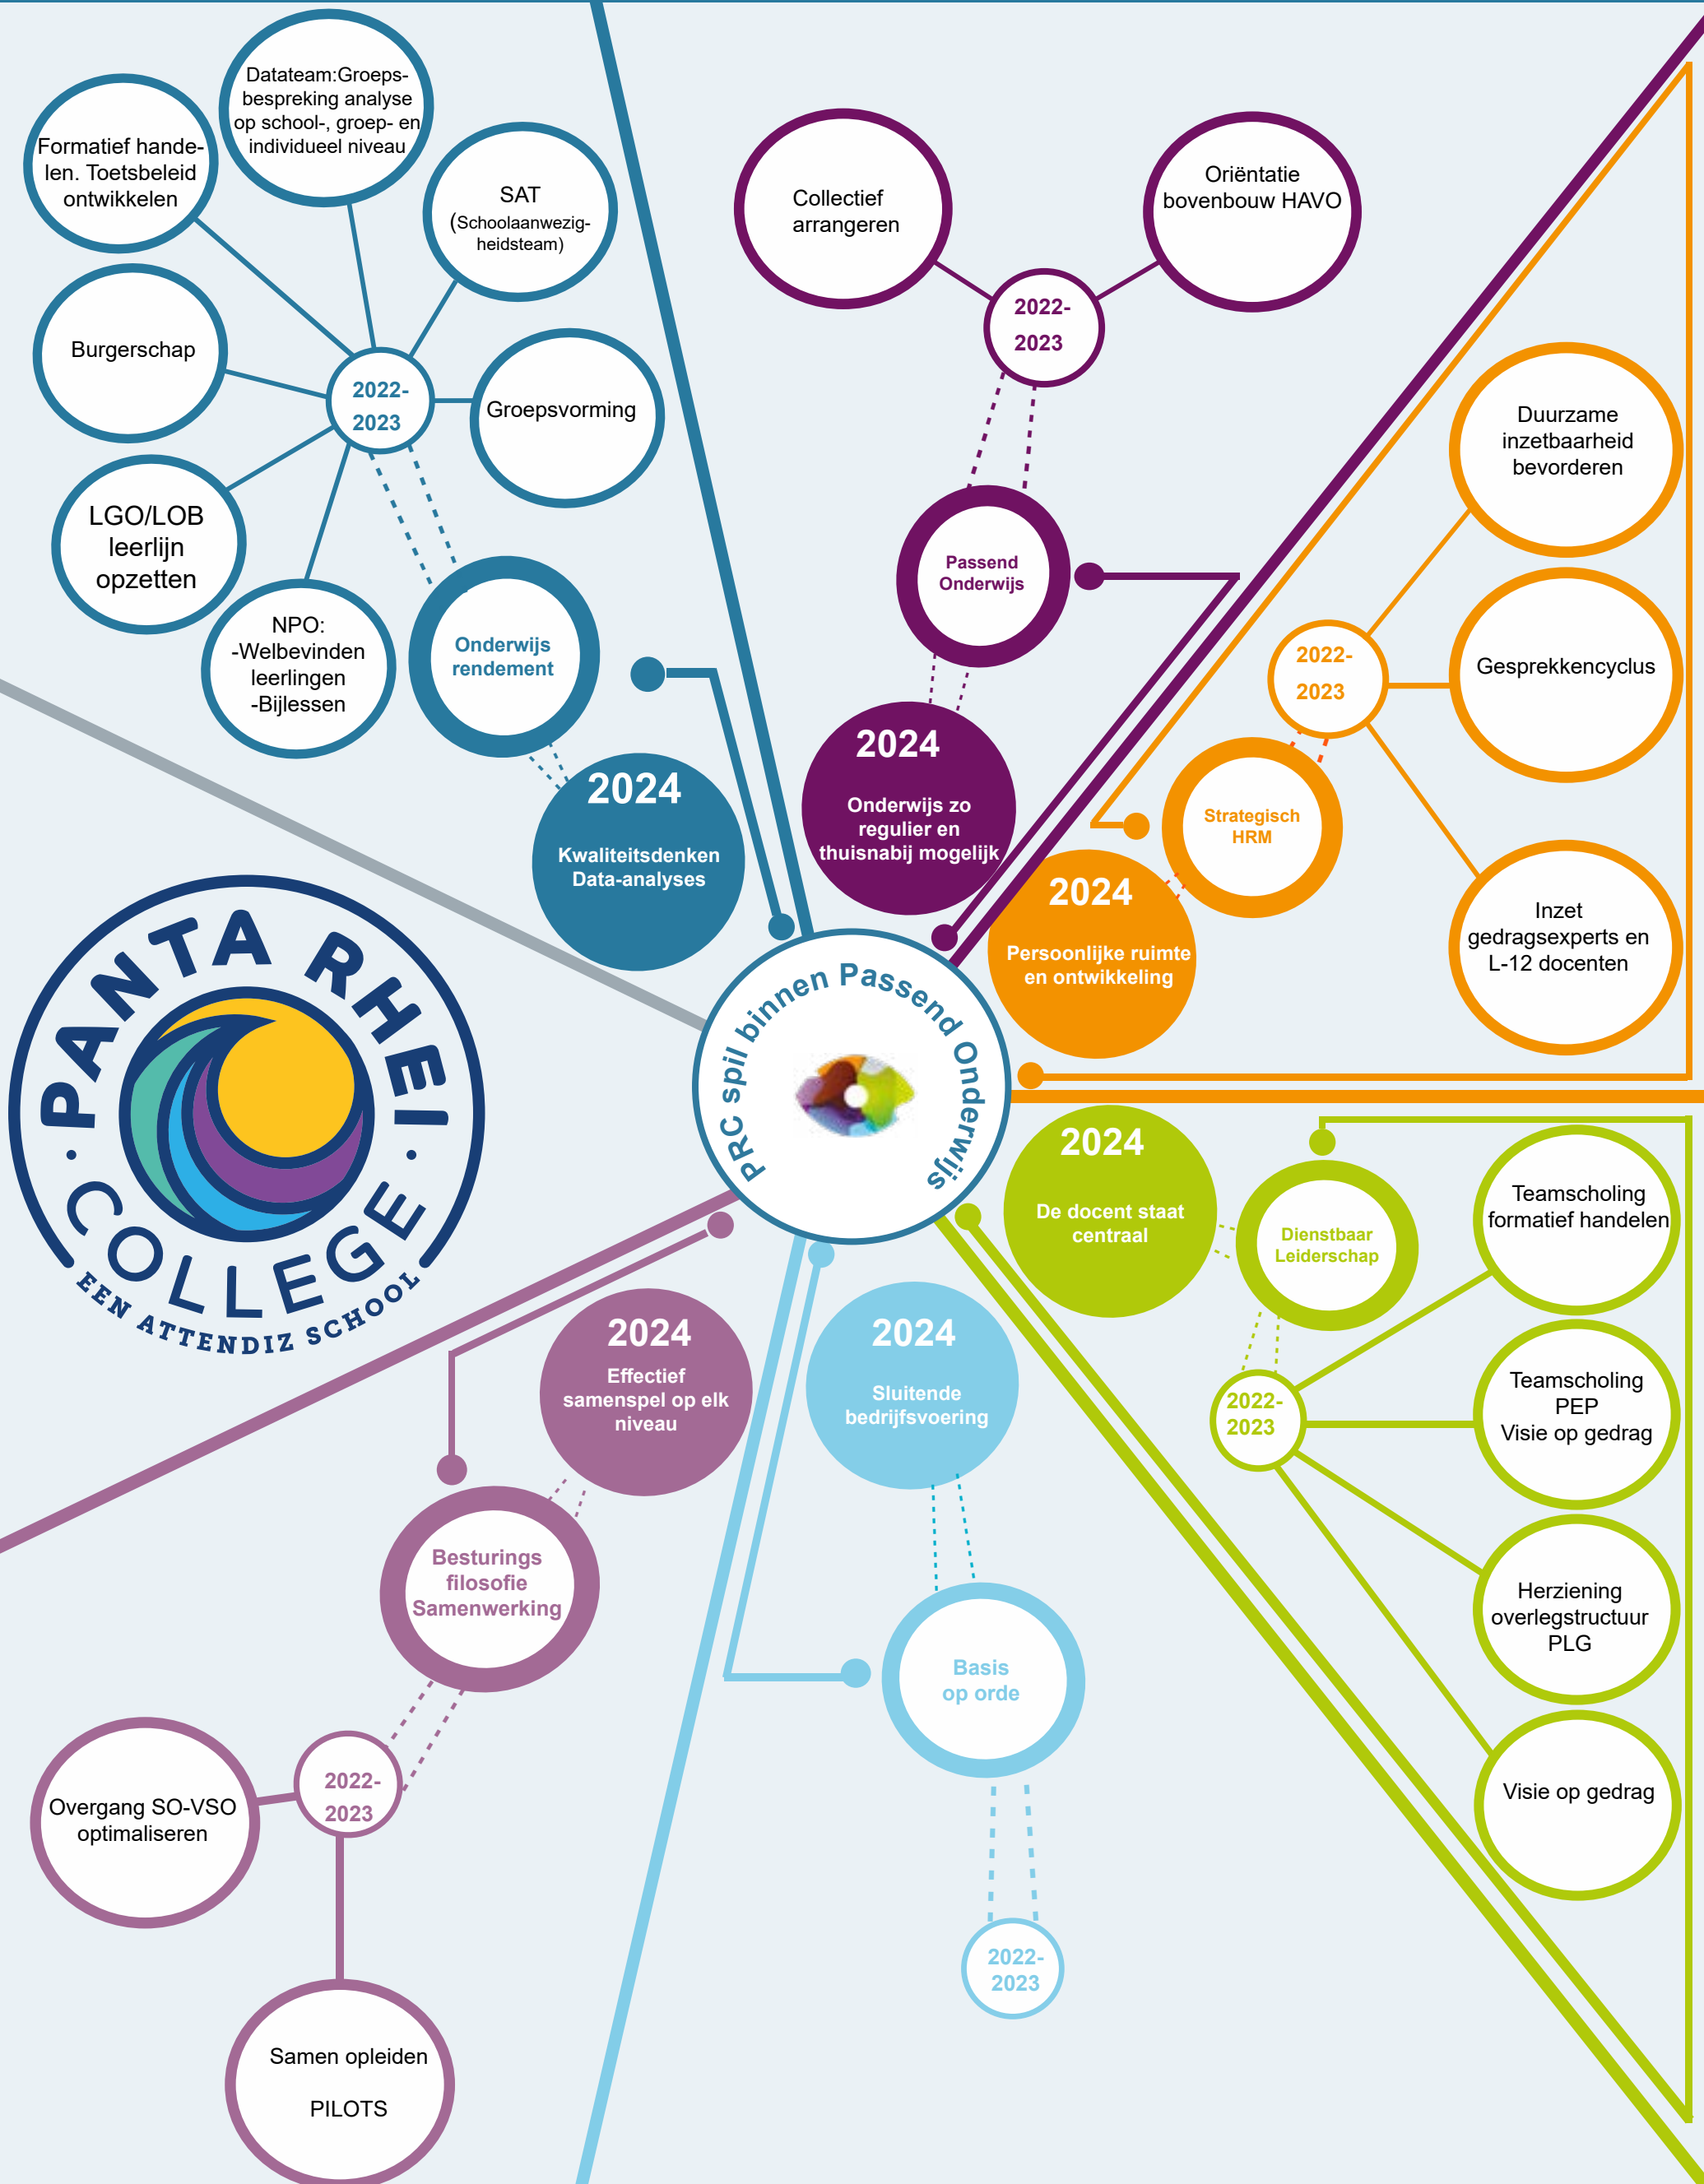 Datateam:Groeps-
bespreking analyse
op school-, groep- en
individueel niveau
Formatief hande-
len. Toetsbeleid
ontwikkelen
SAT
(Schoolaanwezig-
heidsteam)
Burgerschap
2022-
2023
Groepsvorming
LGO/LOB
leerlijn
opzetten
NPO:
-Welbevinden
leerlingen
-Bijlessen
Onderwijs
rendement
2024
Kwaliteitsdenken
Data-analyses
Collectief
arrangeren
Oriëntatie
bovenbouw HAVO
2022-
2023
Passend
Onderwijs
2024
Onderwijs zo
regulier en
thuisnabij mogelijk
Duurzame
inzetbaarheid
bevorderen
2022-
2023
Gesprekkencyclus
Strategisch
HRM
Inzet
gedragsexperts en
L-12 docenten
2024
Persoonlijke ruimte
en ontwikkeling
PANTA RHEI
· COLLEGE ·
EEN ATTENDIZ SCHOOL
PRC spil binnen Passend Onderwijs
2024
De docent staat
centraal
Dienstbaar
Leiderschap
2022-
2023
Teamscholing
formatief handelen
Teamscholing
PEP
Visie op gedrag
Herziening
overlegstructuur
PLG
Visie op gedrag
2024
Effectief
samenspel op elk
niveau
Besturings
filosofie
Samenwerking
2022-
2023
Overgang SO-VSO
optimaliseren
Samen opleiden
PILOTS
2024
Sluitende
bedrijfsvoering
Basis
op orde
2022-
2023